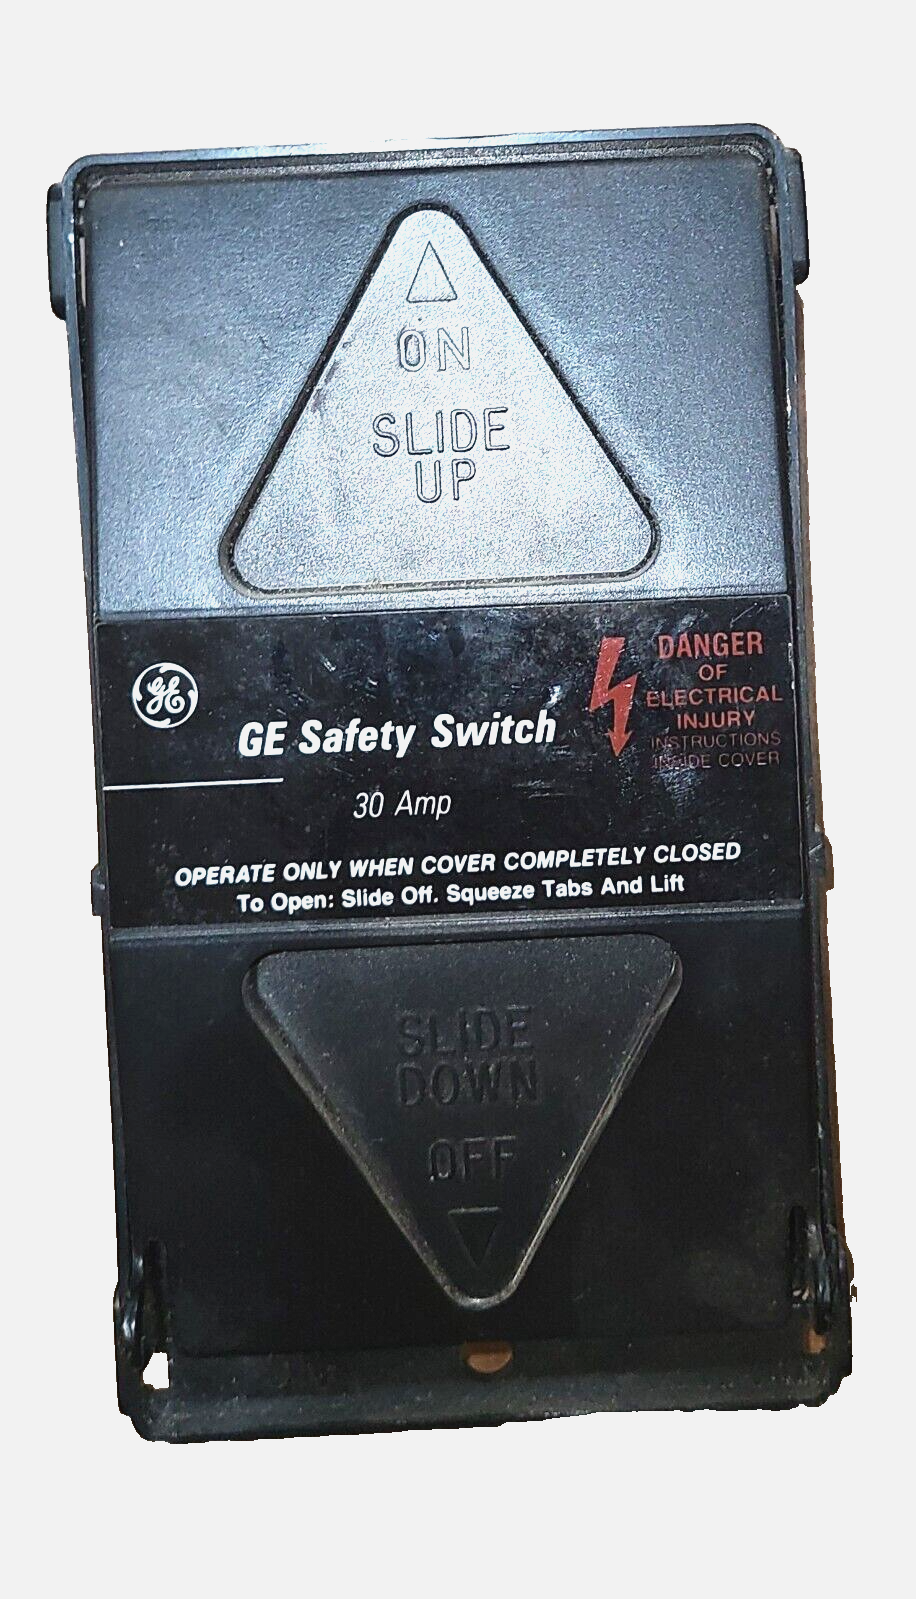 ON
SLIDE
UP
GE
GE Safety Switch
30 Amp
DANGER
OF
ELECTRICAL
INJURY
INSTRUCTIONS
INSIDE COVER
OPERATE ONLY WHEN COVER COMPLETELY CLOSED
To Open: Slide Off. Squeeze Tabs And Lift
SLIDE
DOWN
OFF